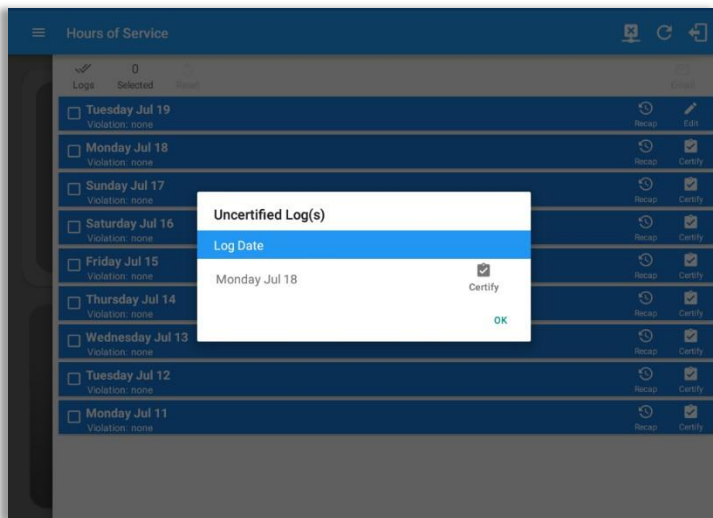 Hours of Service
0
Logs Selected Reset
Email
Tuesday Jul 19
Violation: none
Recap Edit
Monday Jul 18
Violation: none
Recap Certify
Sunday Jul 17
Violation: none
Recap Certify
Saturday Jul 16
Violation: none
Recap Certify
Friday Jul 15
Violation: none
Recap Certify
Thursday Jul 14
Violation: none
Recap Certify
Wednesday Jul 13
Violation: none
Recap Certify
Tuesday Jul 12
Violation: none
Recap Certify
Monday Jul 11
Violation: none
Recap Certify
Uncertified Log(s)
Log Date
Monday Jul 18
Certify
OK